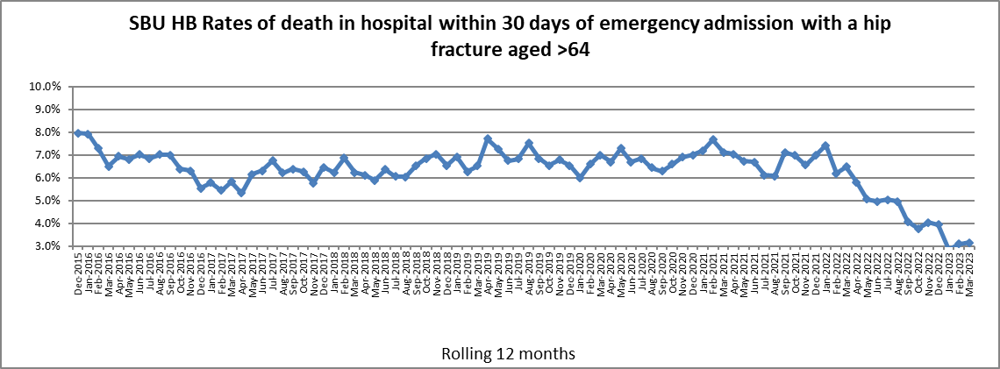 SBU HB Rates of death in hospital within 30 days of emergency admission with a hip
fracture aged >64
10.0%
9.0%
8.0%
7.0%
6.0%
5.0%
4.0%
3.0%
Dec-2015
Jan-2016
Feb-2016
Mar-2016
Apr-2016
May-2016
Jun-2016
Jul-2016
Aug-2016
Sep-2016
Oct-2016
Nov-2016
Dec-2016
Jan-2017
Feb-2017
Mar-2017
Apr-2017
May-2017
Jun-2017
Jul-2017
Aug-2017
Sep-2017
Oct-2017
Nov-2017
Dec-2017
Jan-2018
Feb-2018
Mar-2018
Apr-2018
May-2018
Jun-2018
Jul-2018
Aug-2018
Sep-2018
Oct-2018
Nov-2018
Dec-2018
Jan-2019
Feb-2019
Mar-2019
Apr-2019
May-2019
Jun-2019
Jul-2019
Aug-2019
Sep-2019
Oct-2019
Nov-2019
Dec-2019
Jan-2020
Feb-2020
Mar-2020
Apr-2020
May-2020
Jun-2020
Jul-2020
Aug-2020
Sep-2020
Oct-2020
Nov-2020
Dec-2020
Jan-2021
Feb-2021
Mar-2021
Apr-2021
May-2021
Jun-2021
Jul-2021
Aug-2021
Sep-2021
Oct-2021
Nov-2021
Dec-2021
Jan-2022
Feb-2022
Mar-2022
Apr-2022
May-2022
Jun-2022
Jul-2022
Aug-2022
Sep-2022
Oct-2022
Nov-2022
Dec-2022
Jan-2023
Feb-2023
Mar-2023
Rolling 12 months